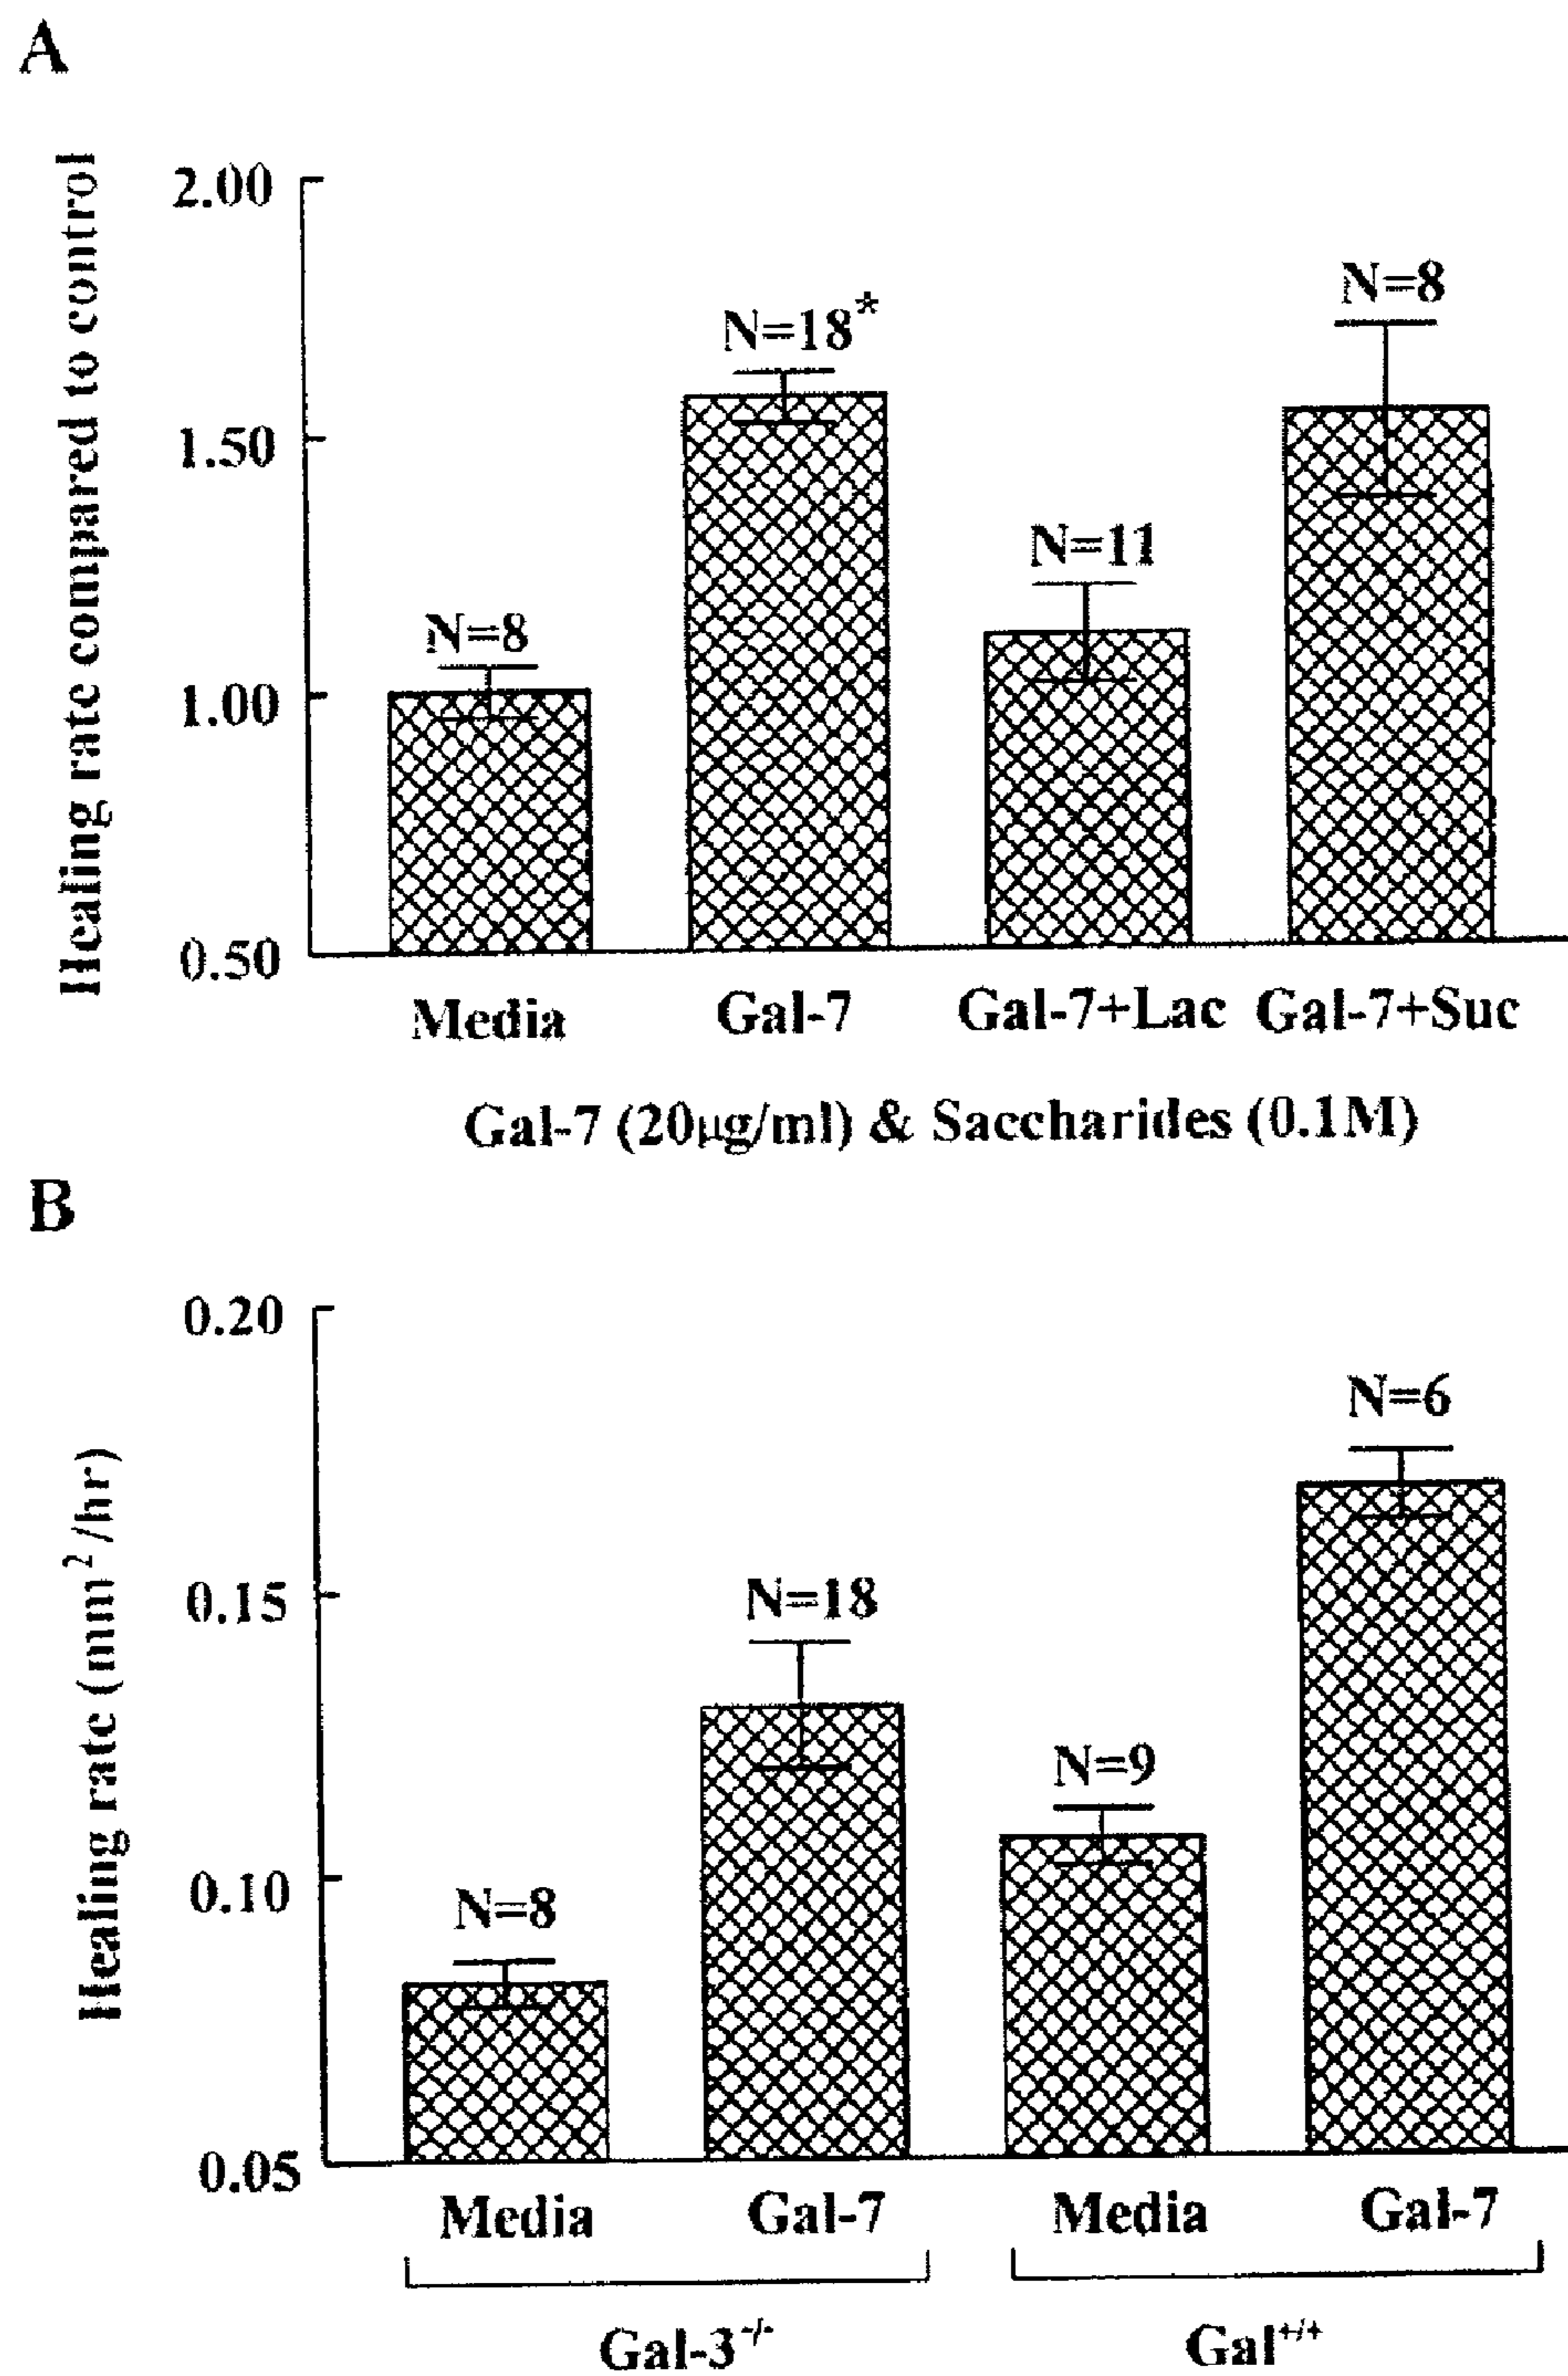 A
Healing rate compared to control
2.00
1.50
1.00
0.50
N=8
N=18*
N=11
N=8
Media Gal-7 Gal-7+Lac Gal-7+Suc
Gal-7 (20µg/ml) & Saccharides (0.1M)
B
Healing rate (mm²/hr)
0.20
0.15
0.10
0.05
N=8
N=18
N=9
N=6
Media Gal-7 Media Gal-7
Gal-3⁻/⁻ Gal⁺/⁺